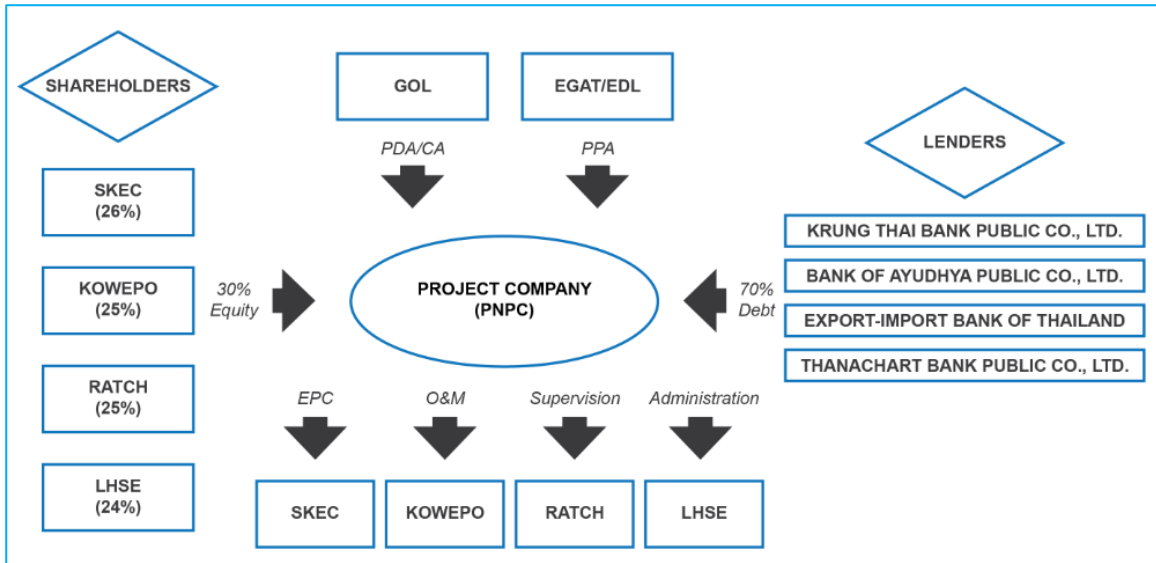 SHAREHOLDERS
SKEC
(26%)
KOWEPO
(25%)
RATCH
(25%)
LHSE
(24%)
30%
Equity
GOL
PDA/CA
EGAT/EDL
PPA
PROJECT COMPANY
(PNPC)
EPC
O&M
Supervision
Administration
SKEC
KOWEPO
RATCH
LHSE
70%
Debt
LENDERS
KRUNG THAI BANK PUBLIC CO., LTD.
BANK OF AYUDHYA PUBLIC CO., LTD.
EXPORT-IMPORT BANK OF THAILAND
THANACHART BANK PUBLIC CO., LTD.